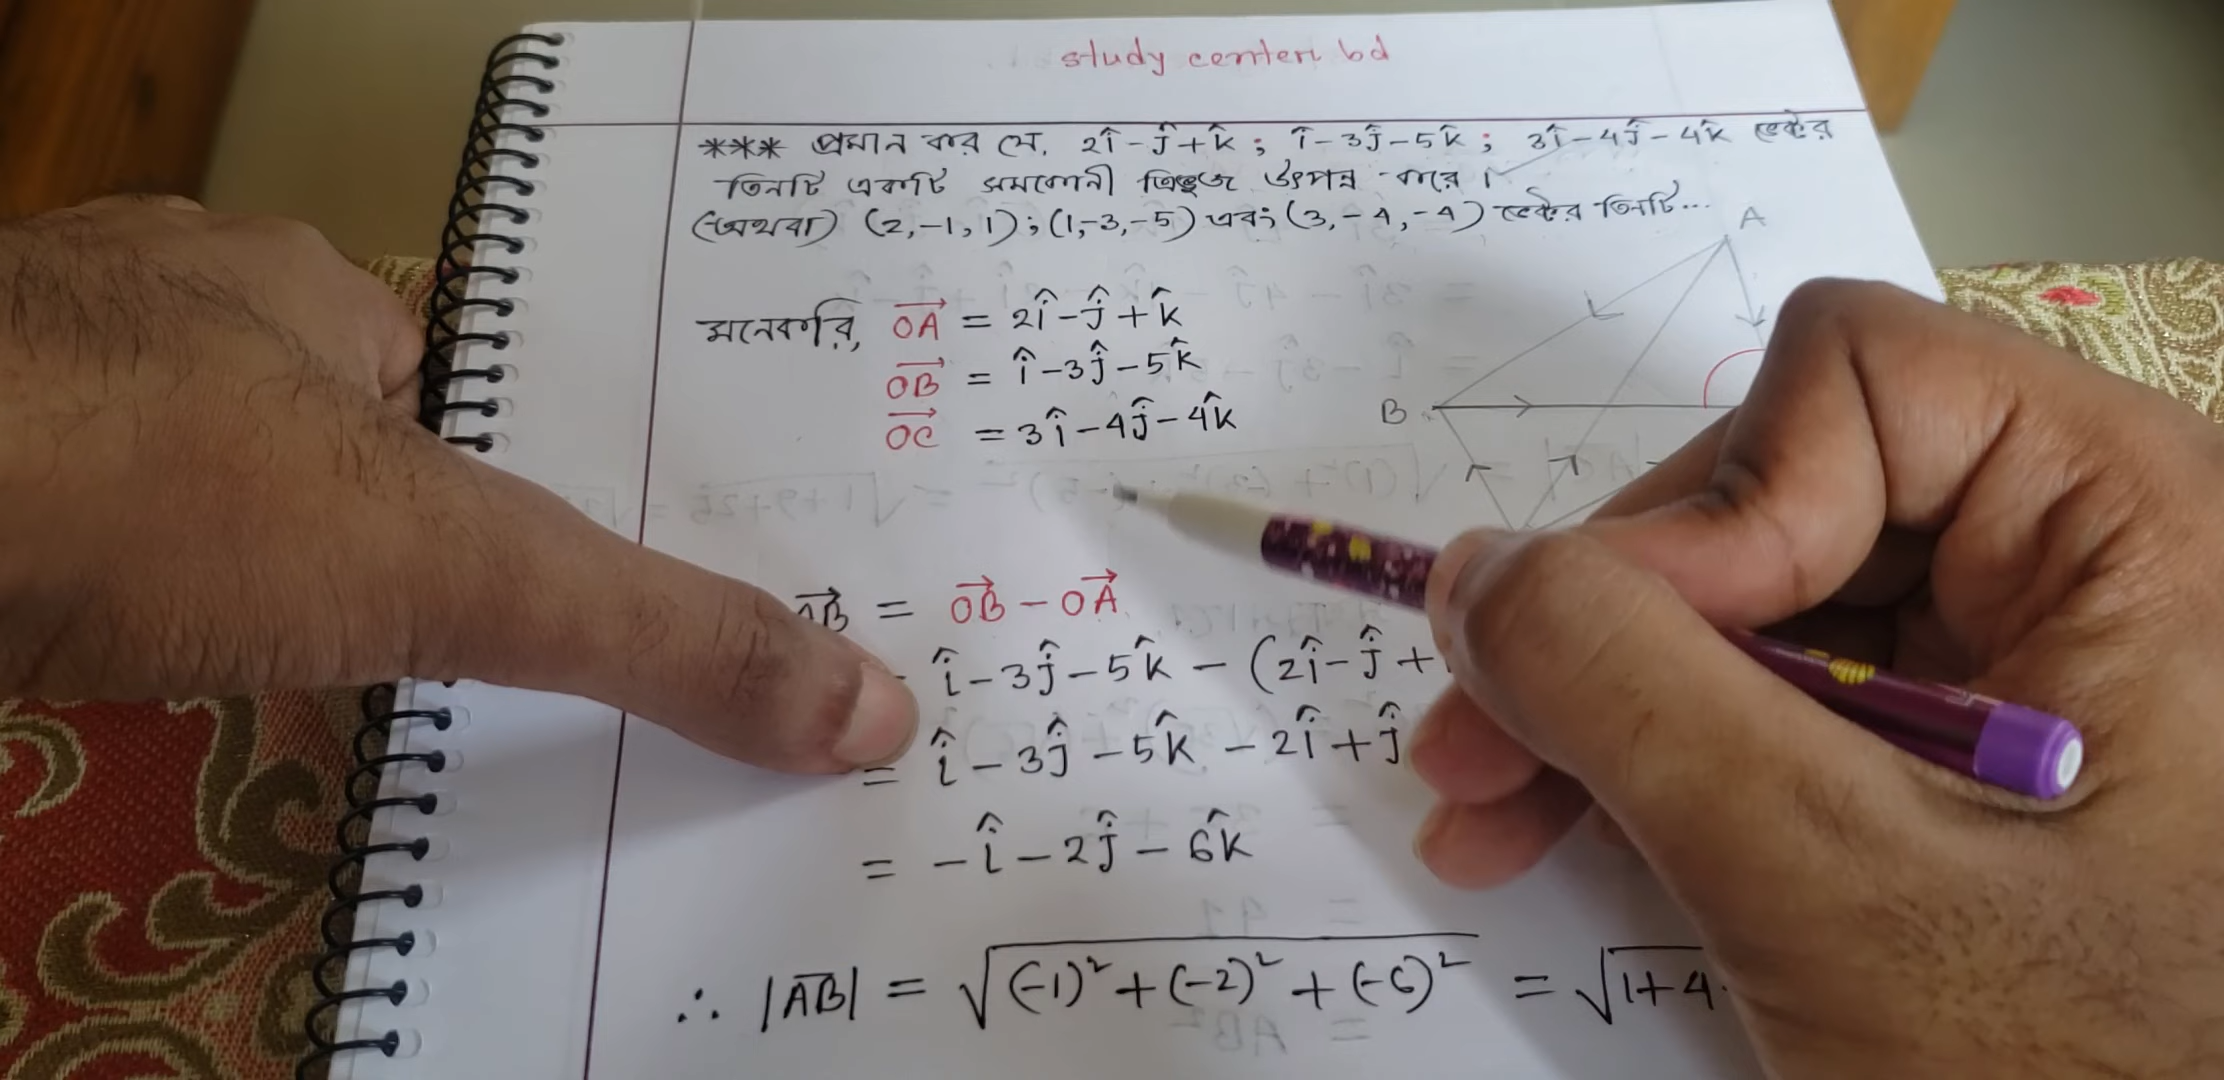 study center bd
*** প্রমান কর যে, 2î-ĵ+k̂ ; î-3ĵ-5k̂ ; 3î-4ĵ-4k̂ ভেক্টর
তিনটি একটি সমকোনী ত্রিভুজ উৎপন্ন করে ।
(অথবা) (2,-1,1) ; (1,-3,-5) এবং (3,-4,-4) ভেক্টর তিনটি...
A
মনেকরি, OA→ = 2î-ĵ+k̂
OB→ = î-3ĵ-5k̂
B
OC→ = 3î-4ĵ-4k̂
AB→ = OB→ - OA→
= î-3ĵ-5k̂ - (2î-ĵ+
= î-3ĵ-5k̂ - 2î+ĵ
= -î-2ĵ-6k̂
∴ |AB→| = √((-1)²+(-2)²+(-6)²) = √1+4